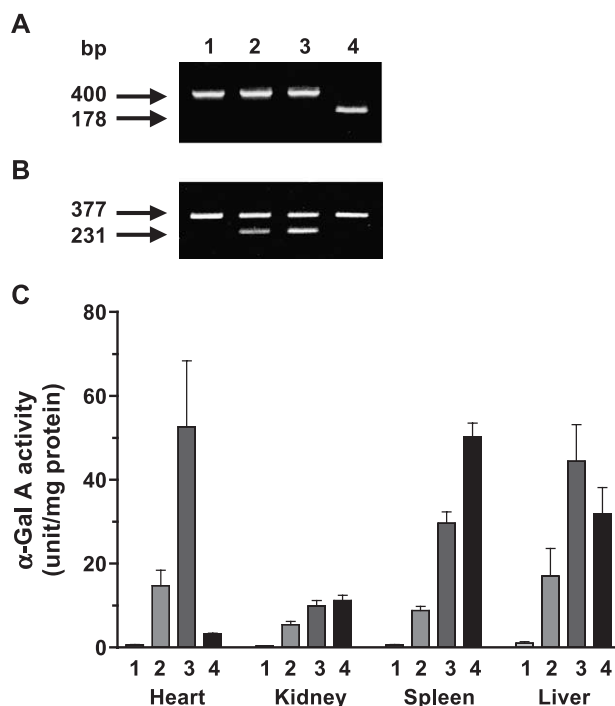 A
bp 1 2 3 4
400
178
B
377
231
C
α-Gal A activity
(unit/mg protein)
80
60
40
20
0
1 2 3 4 1 2 3 4 1 2 3 4 1 2 3 4
Heart Kidney Spleen Liver